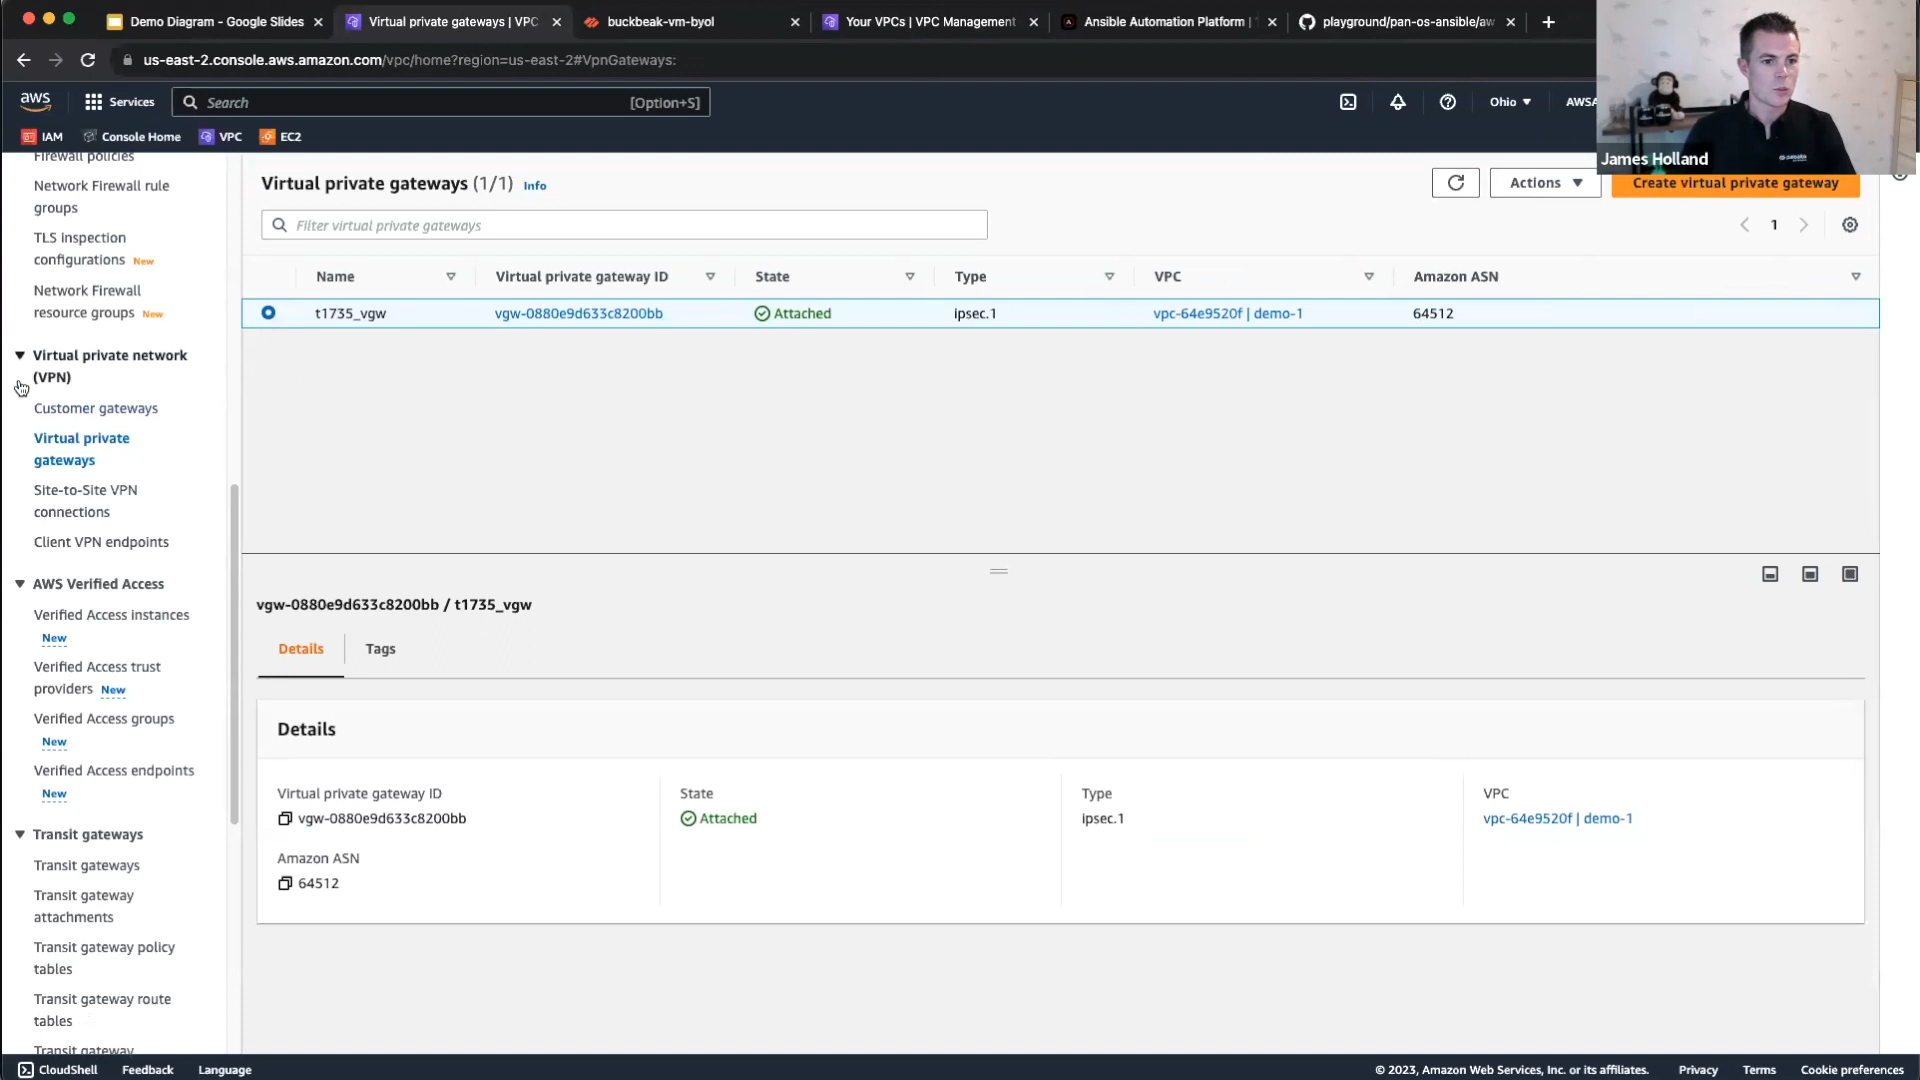 Demo Diagram - Google Slides
Virtual private gateways | VPC
buckbeak-vm-byol
Your VPCs | VPC Management
Ansible Automation Platform |
playground/pan-os-ansible/aw
us-east-2.console.aws.amazon.com/vpc/home?region=us-east-2#VpnGateways:
aws
Services
Search
[Option+S]
Ohio
AWSA
IAM
Console Home
VPC
EC2
James Holland
Firewall policies
Network Firewall rule
groups
TLS inspection
configurations New
Network Firewall
resource groups New
Virtual private network
(VPN)
Customer gateways
Virtual private
gateways
Site-to-Site VPN
connections
Client VPN endpoints
AWS Verified Access
Verified Access instances
New
Verified Access trust
providers New
Verified Access groups
New
Verified Access endpoints
New
Transit gateways
Transit gateways
Transit gateway
attachments
Transit gateway policy
tables
Transit gateway route
tables
Transit gateway
Virtual private gateways (1/1) Info
Actions
Create virtual private gateway
Filter virtual private gateways
1
Name
Virtual private gateway ID
State
Type
VPC
Amazon ASN
t1735_vgw
vgw-0880e9d633c8200bb
Attached
ipsec.1
vpc-64e9520f | demo-1
64512
vgw-0880e9d633c8200bb / t1735_vgw
Details
Tags
Details
Virtual private gateway ID
vgw-0880e9d633c8200bb
State
Attached
Type
ipsec.1
VPC
vpc-64e9520f | demo-1
Amazon ASN
64512
CloudShell
Feedback
Language
© 2023, Amazon Web Services, Inc. or its affiliates.
Privacy
Terms
Cookie preferences